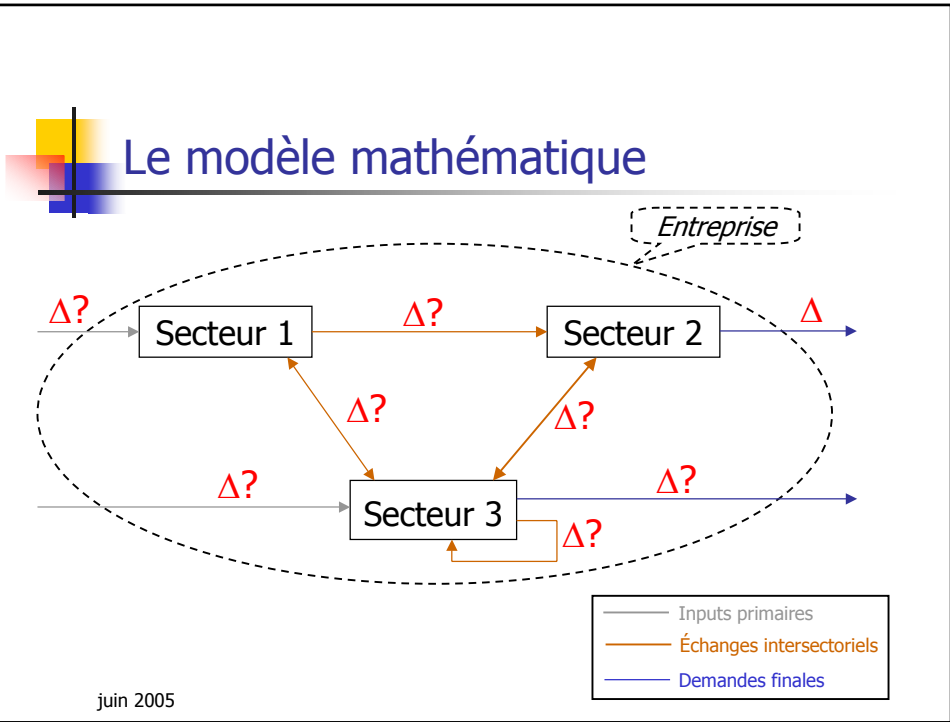 Le modèle mathématique
Entreprise
Δ?
Δ?
Δ
Secteur 1
Secteur 2
Δ?
Δ?
Δ?
Δ?
Secteur 3
Δ?
Inputs primaires
Échanges intersectoriels
Demandes finales
juin 2005